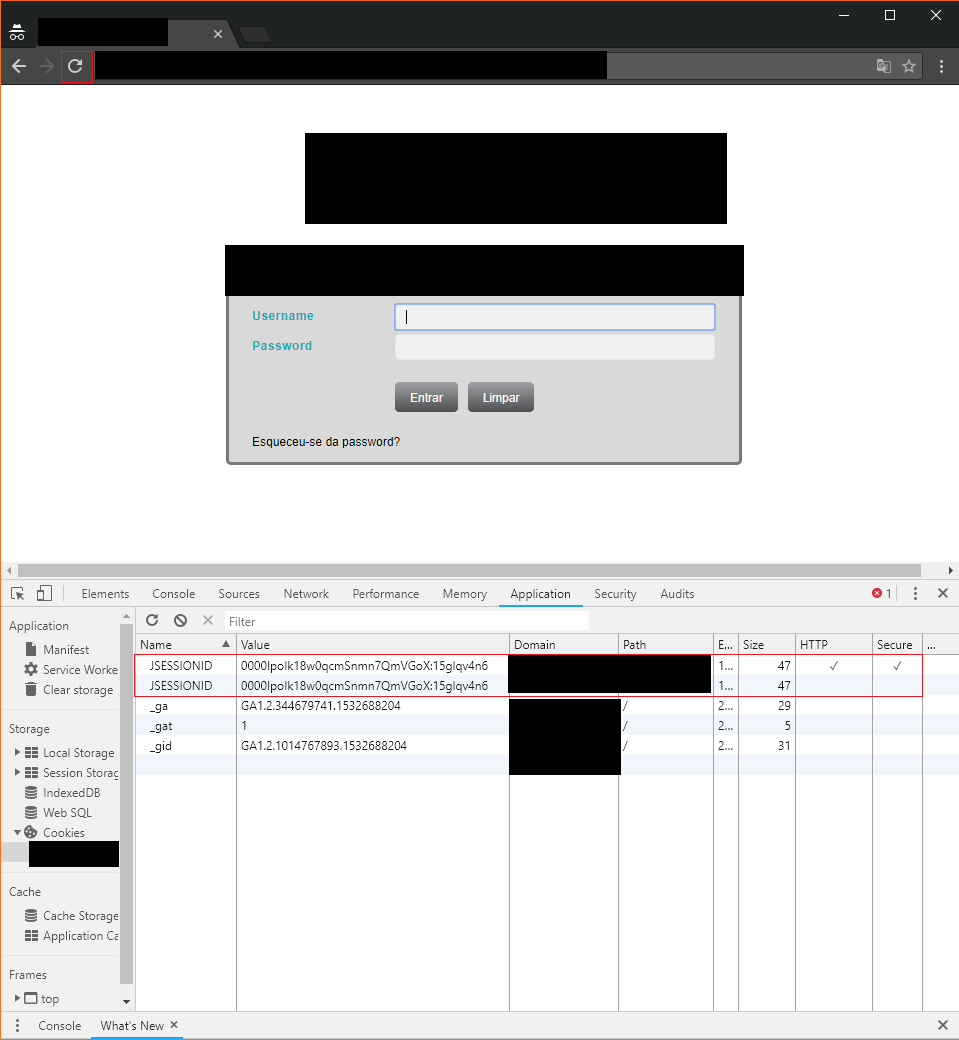 Username
Password
Entrar Limpar
Esqueceu-se da password?
Elements Console Sources Network Performance Memory Application Security Audits 1
Application
Manifest
Service Worke
Clear storage
Storage
Local Storage
Session Storag
IndexedDB
Web SQL
Cookies
Cache
Cache Storage
Application Ca
Frames
top
Filter
Name Value Domain Path E... Size HTTP Secure ...
JSESSIONID 0000Ipolk18w0qcmSnmn7QmVGoX:15glqv4n6 1... 47 ✓ ✓
JSESSIONID 0000Ipolk18w0qcmSnmn7QmVGoX:15glqv4n6 1... 47
_ga GA1.2.344679741.1532688204 / 2... 29
_gat 1 / 2... 5
_gid GA1.2.1014767893.1532688204 / 2... 31
Console What's New